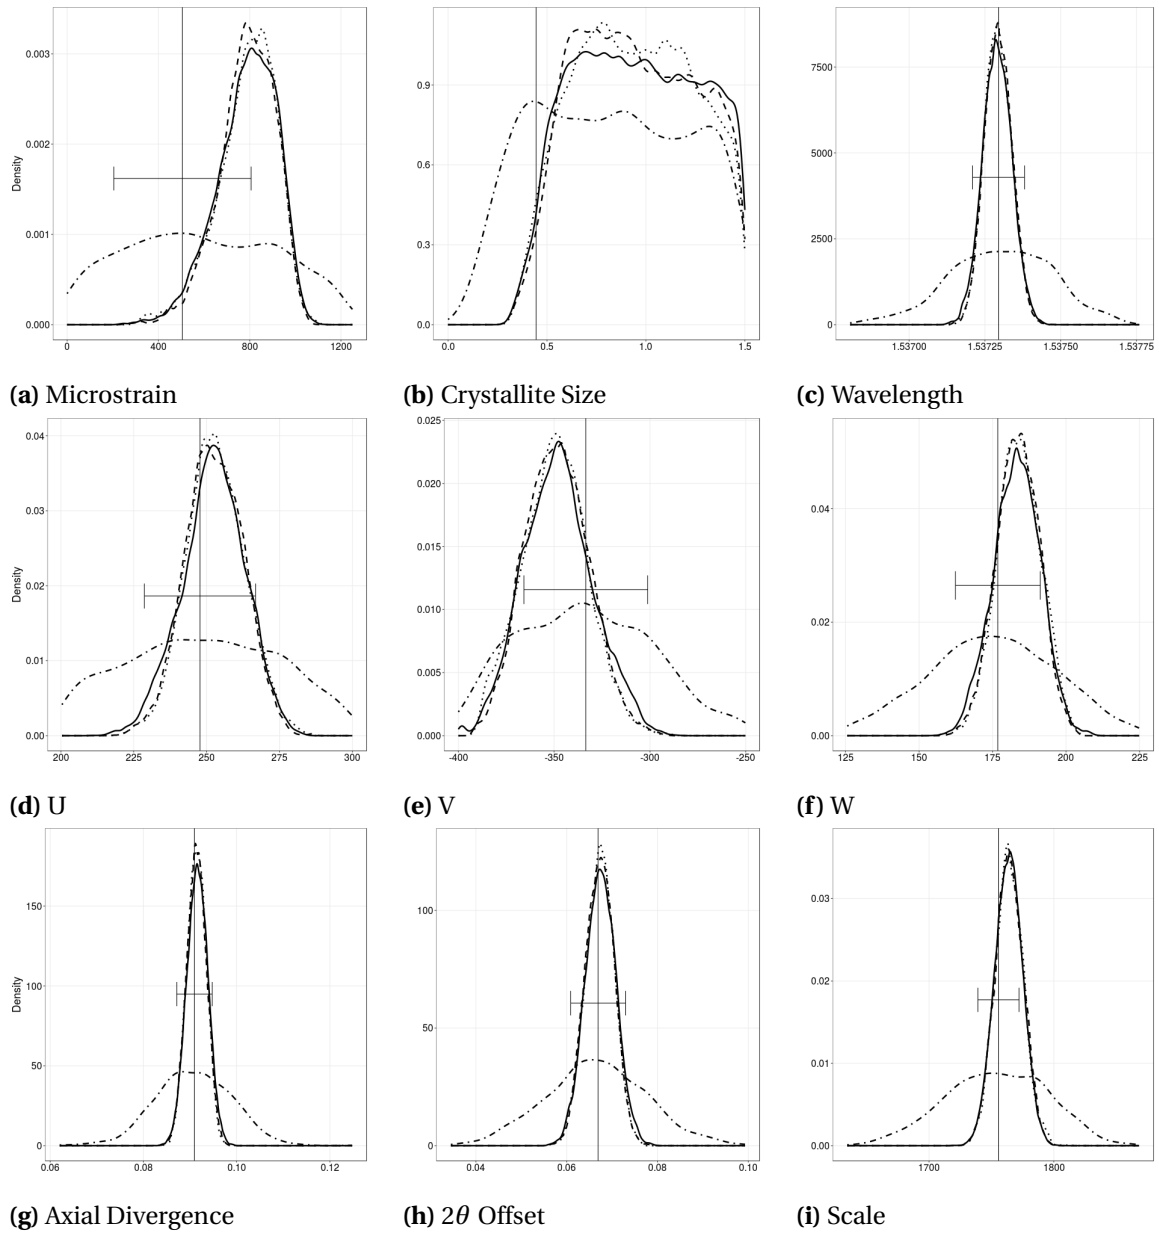 Density
0.003
0.002
0.001
0.000
0 400 800 1200
0.9
0.6
0.3
0.0
0.0 0.5 1.0 1.5
7500
5000
2500
0
1.53700 1.53725 1.53750 1.53775
(a) Microstrain
(b) Crystallite Size
(c) Wavelength
Density
0.04
0.03
0.02
0.01
0.00
200 225 250 275 300
0.025
0.020
0.015
0.010
0.005
0.000
-400 -350 -300 -250
0.04
0.02
0.00
125 150 175 200 225
(d) U
(e) V
(f) W
Density
150
100
50
0
0.06 0.08 0.10 0.12
100
50
0
0.04 0.06 0.08 0.10
0.03
0.02
0.01
0.00
1700 1800
(g) Axial Divergence
(h) 2θ Offset
(i) Scale